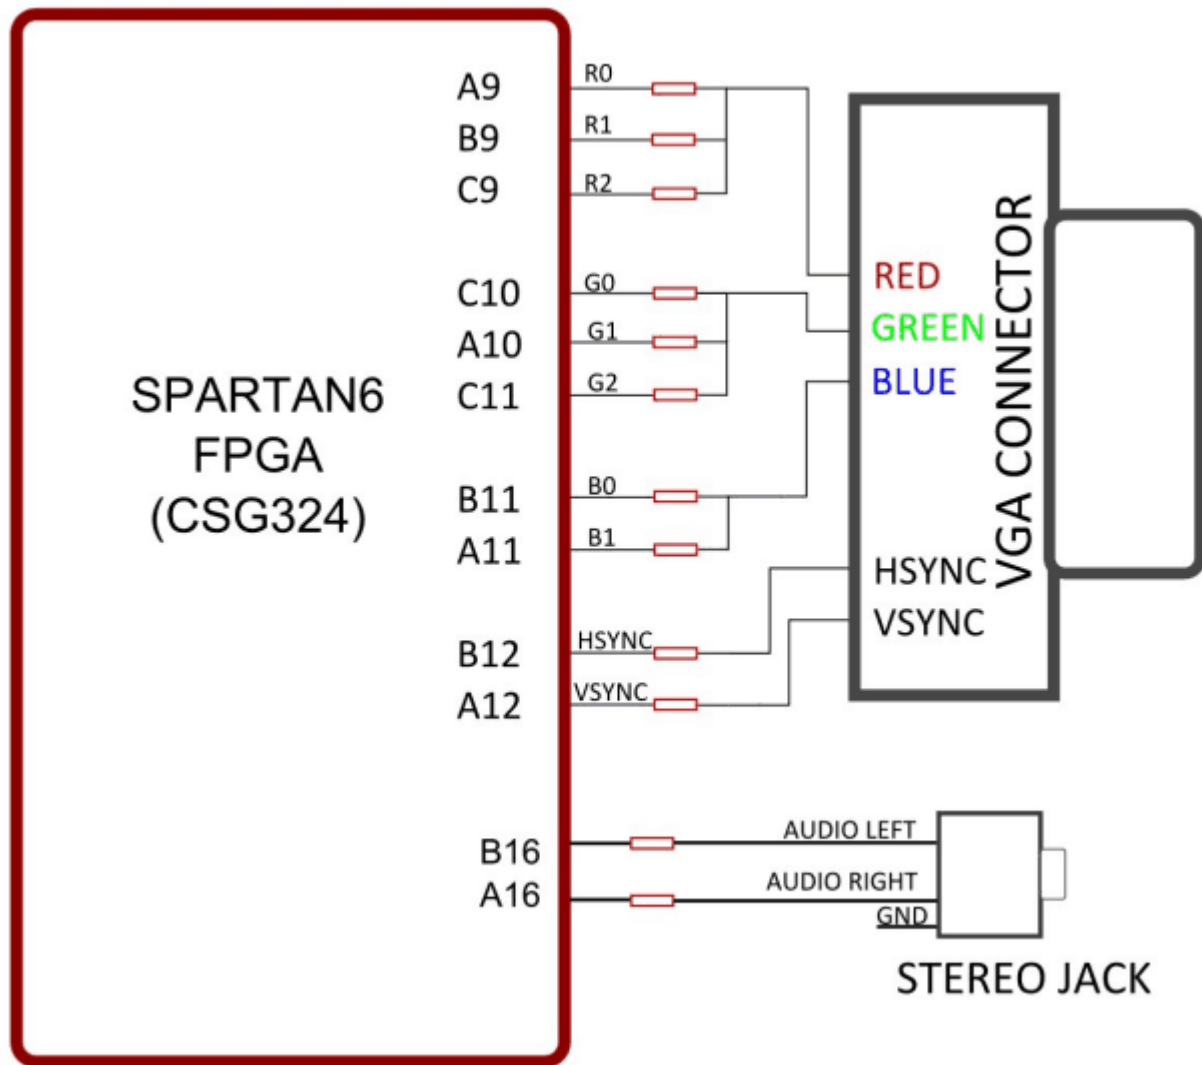 A9
R0
B9
R1
C9
R2
C10
G0
A10
G1
C11
G2
B11
B0
A11
B1
B12
HSYNC
A12
VSYNC
B16
A16
SPARTAN6
FPGA
(CSG324)
RED
GREEN
BLUE
HSYNC
VSYNC
VGA CONNECTOR
AUDIO LEFT
AUDIO RIGHT
GND
STEREO JACK